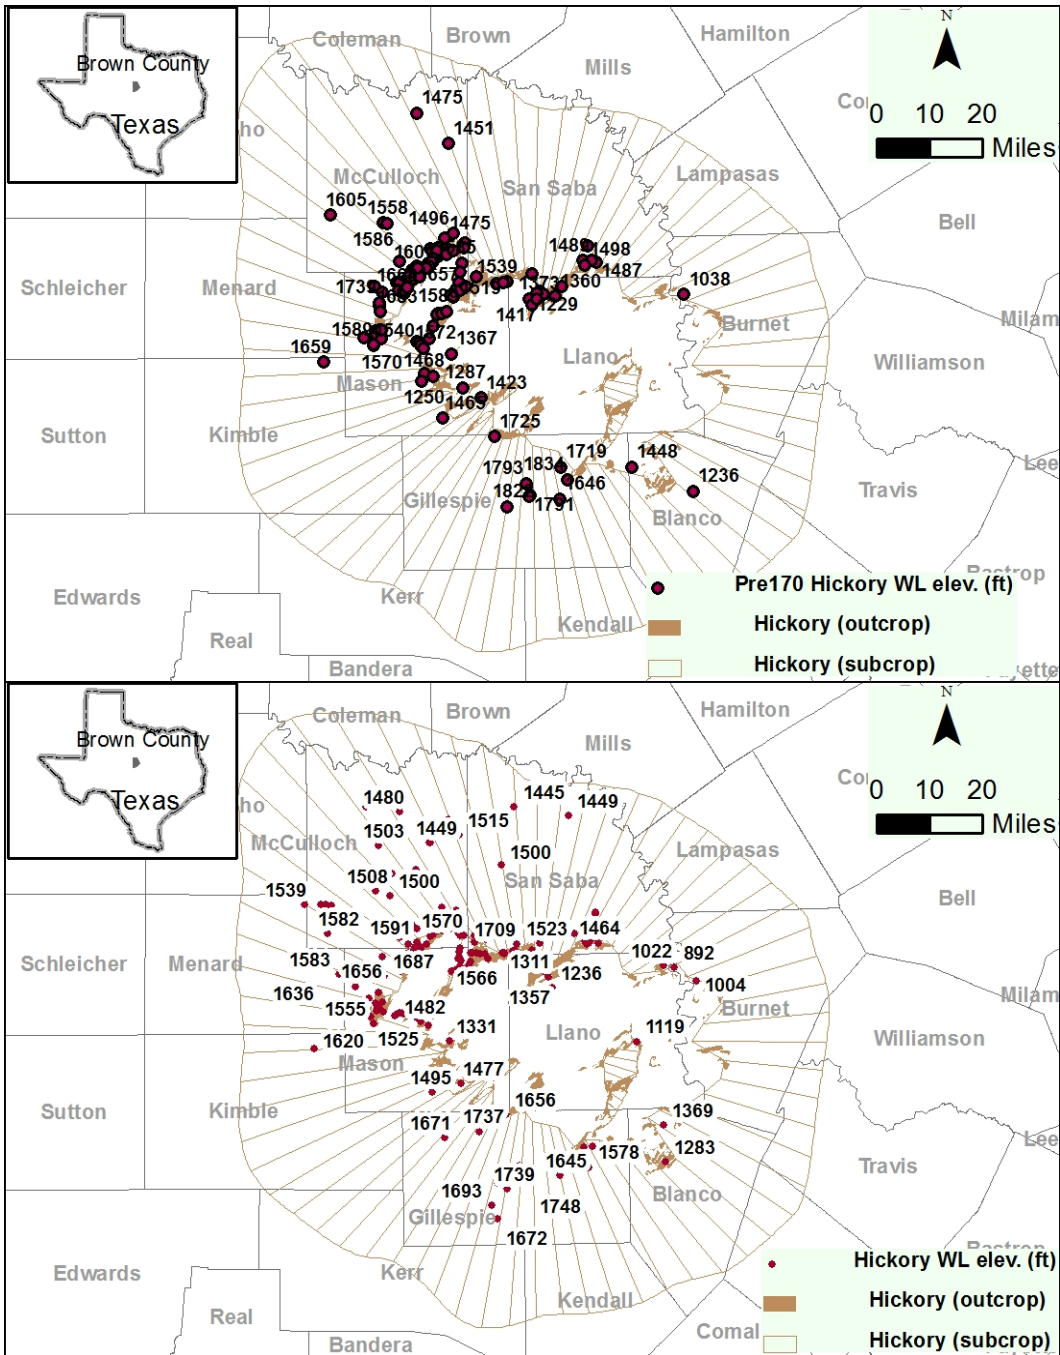 Coleman
Brown
Hamilton
N
Brown County
Mills
Texas
0 10 20
Miles
1475
1451
McCulloch
San Saba
Lampasas
Bell
1605
1558
1496
1475
1586
1498
1487
1539
1360
1038
Schleicher
Menard
1229
1417
Burnet
Milam
1367
1659
Llano
Williamson
1570
1468
1287
Mason
1423
1250
1725
Sutton
Kimble
1719
1448
1793
1236
1646
Travis
Gillespie
1791
Blanco
Lee
Edwards
Kerr
Pre170 Hickory WL elev. (ft)
Real
Kendall
Hickory (outcrop)
Bandera
Hickory (subcrop)
Coleman
Brown
Hamilton
N
Brown County
Mills
Texas
0 10 20
Miles
1480
1445
1449
1515
1503
1449
McCulloch
1500
Lampasas
San Saba
1508
1500
1539
Bell
1582
1591
1570
1709
1523
1464
1583
1687
1311
1022
892
Schleicher
Menard
1656
1566
1236
1004
1636
1357
Burnet
Milam
1555
1482
1331
Llano
1119
Williamson
1620
1525
Mason
1477
1495
1656
Sutton
Kimble
1671
1737
1369
1578
1283
Lee
1645
Travis
1739
1693
1748
Blanco
Gillespie
1672
Edwards
Kerr
Hickory WL elev. (ft)
Real
Kendall
Hickory (outcrop)
Comal
Bandera
Hickory (subcrop)